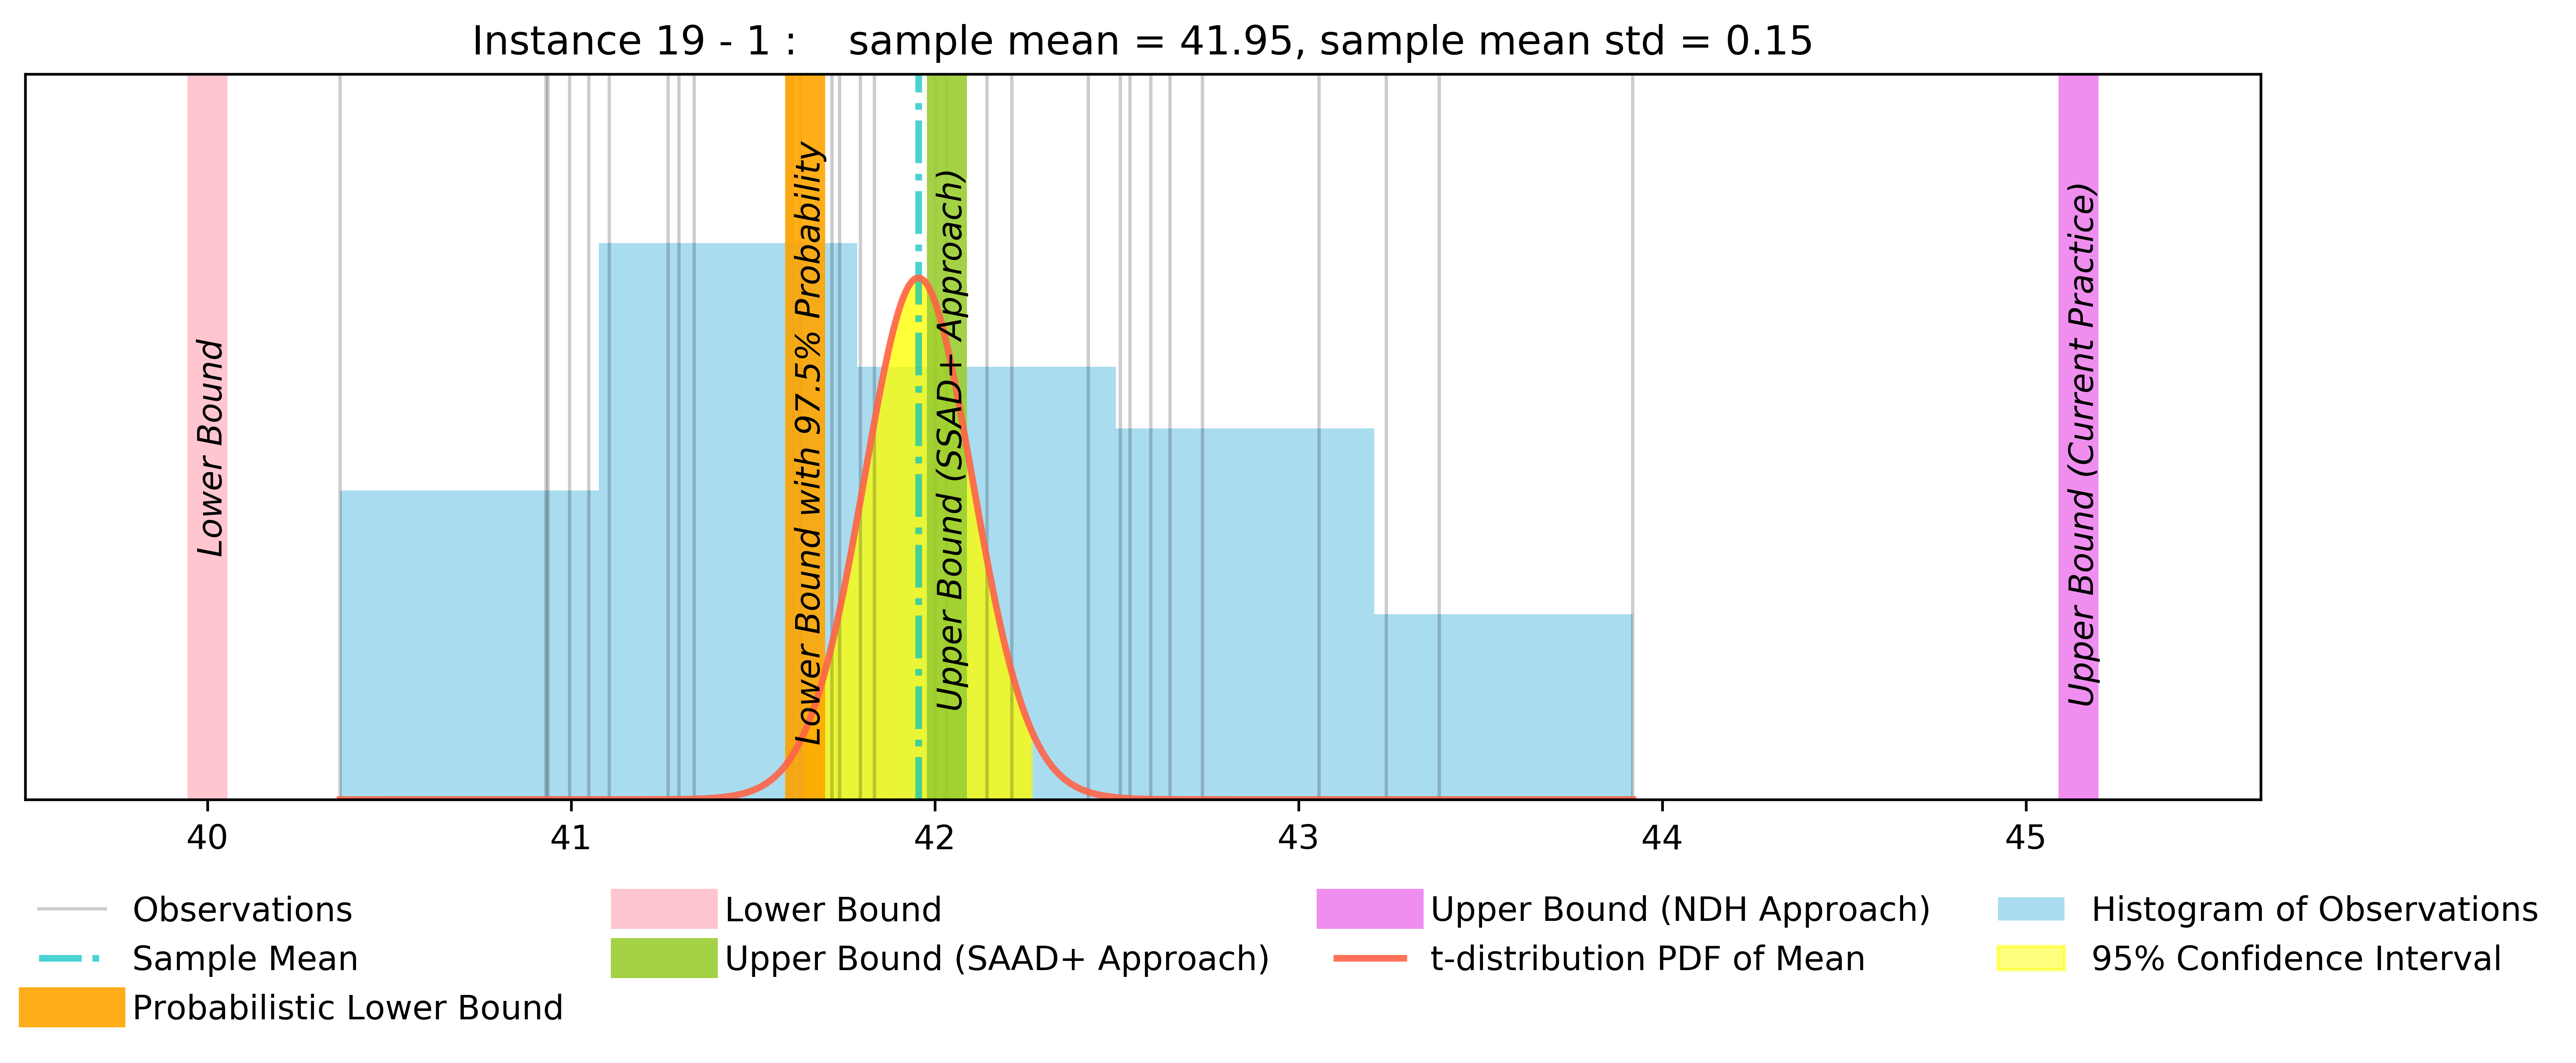 Instance 19 - 1 :    sample mean = 41.95, sample mean std = 0.15
Lower Bound
Lower Bound with 97.5% Probability
Upper Bound (SSAD+ Approach)
Upper Bound (Current Practice)
40 41 42 43 44 45
Observations
Sample Mean
Probabilistic Lower Bound
Lower Bound
Upper Bound (SAAD+ Approach)
Upper Bound (NDH Approach)
t-distribution PDF of Mean
Histogram of Observations
95% Confidence Interval